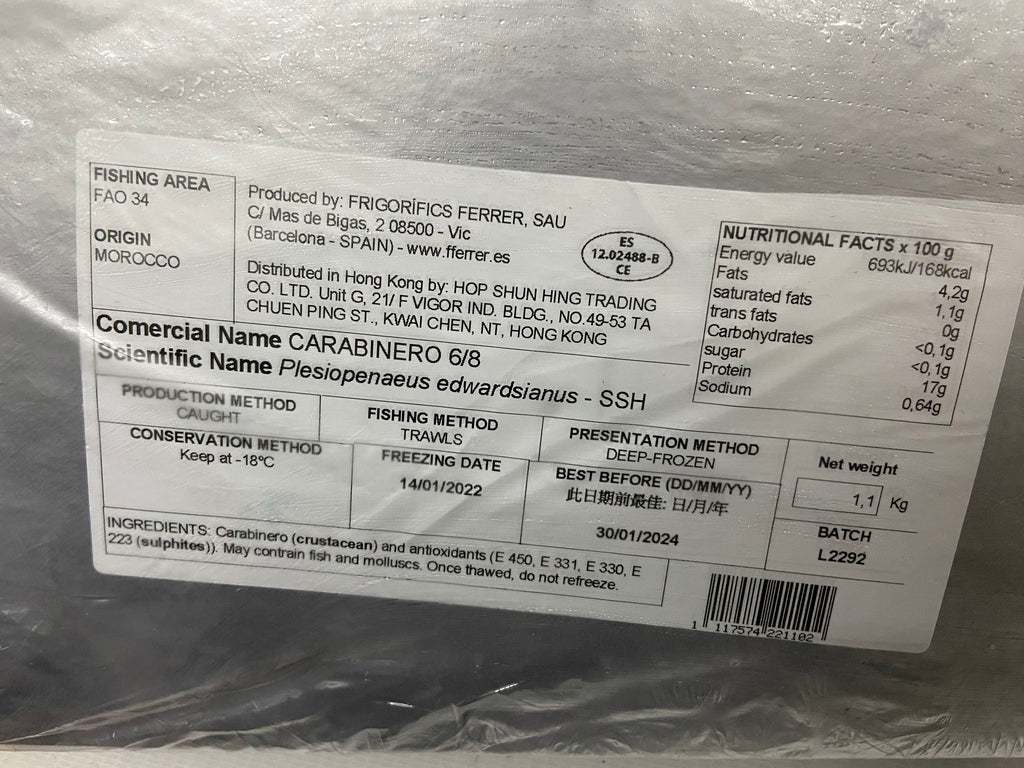 FISHING AREA
FAO 34
ORIGIN
MOROCCO
Produced by: FRIGORÍFICS FERRER, SAU
C/ Mas de Bigas, 2 08500 - Vic
(Barcelona - SPAIN) - www.fferrer.es
ES
12.02488-B
CE
Distributed in Hong Kong by: HOP SHUN HING TRADING
CO. LTD. Unit G, 21/ F VIGOR IND. BLDG., NO.49-53 TA
CHUEN PING ST., KWAI CHEN, NT, HONG KONG
NUTRITIONAL FACTS x 100 g
Energy value 693kJ/168kcal
Fats 4,2g
saturated fats 1,1g
trans fats 0g
Carbohydrates <0,1g
sugar <0,1g
Protein 17g
Sodium 0,64g
Comercial Name CARABINERO 6/8
Scientific Name Plesiopenaeus edwardsianus - SSH
PRODUCTION METHOD
CAUGHT
FISHING METHOD
TRAWLS
PRESENTATION METHOD
DEEP-FROZEN
Net weight
1,1 Kg
CONSERVATION METHOD
Keep at -18ºC
FREEZING DATE
14/01/2022
BEST BEFORE (DD/MM/YY)
此日期前最佳: 日/月/年
30/01/2024
BATCH
L2292
INGREDIENTS: Carabinero (crustacean) and antioxidants (E 450, E 331, E 330, E
223 (sulphites)). May contain fish and molluscs. Once thawed, do not refreeze.
1 117574 221102